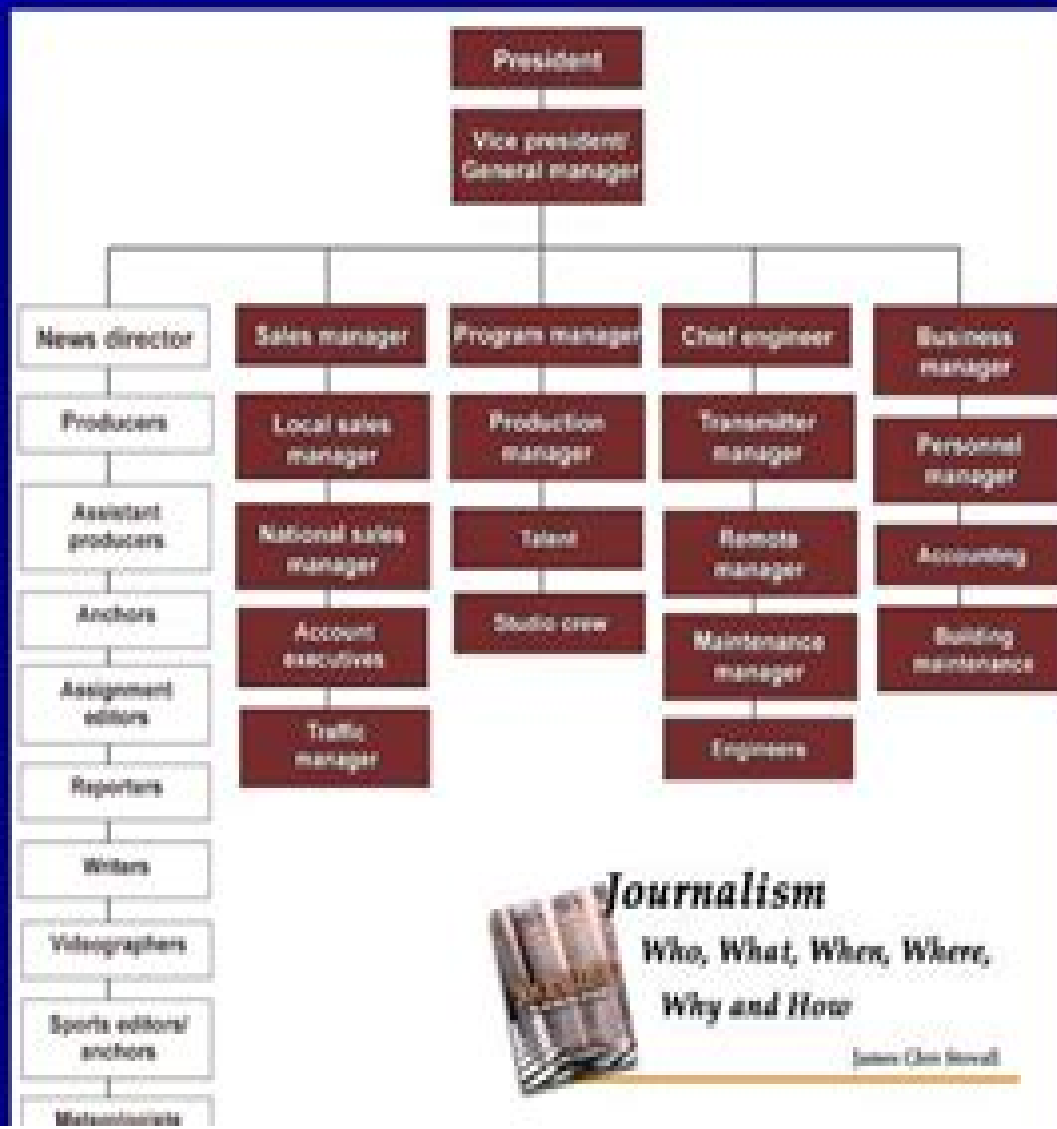 President
Vice president/
General manager
News director
Producers
Assistant
producers
Anchors
Assignment
editors
Reporters
Writers
Videographers
Sports editors/
anchors
Meteorologists
Sales manager
Local sales
manager
National sales
manager
Account
executives
Traffic
manager
Program manager
Production
manager
Talent
Studio crew
Chief engineer
Transmitter
manager
Remote
manager
Maintenance
manager
Engineers
Business
manager
Personnel
manager
Accounting
Building
maintenance
Journalism
Who, What, When, Where,
Why and How
James Glen Stovall